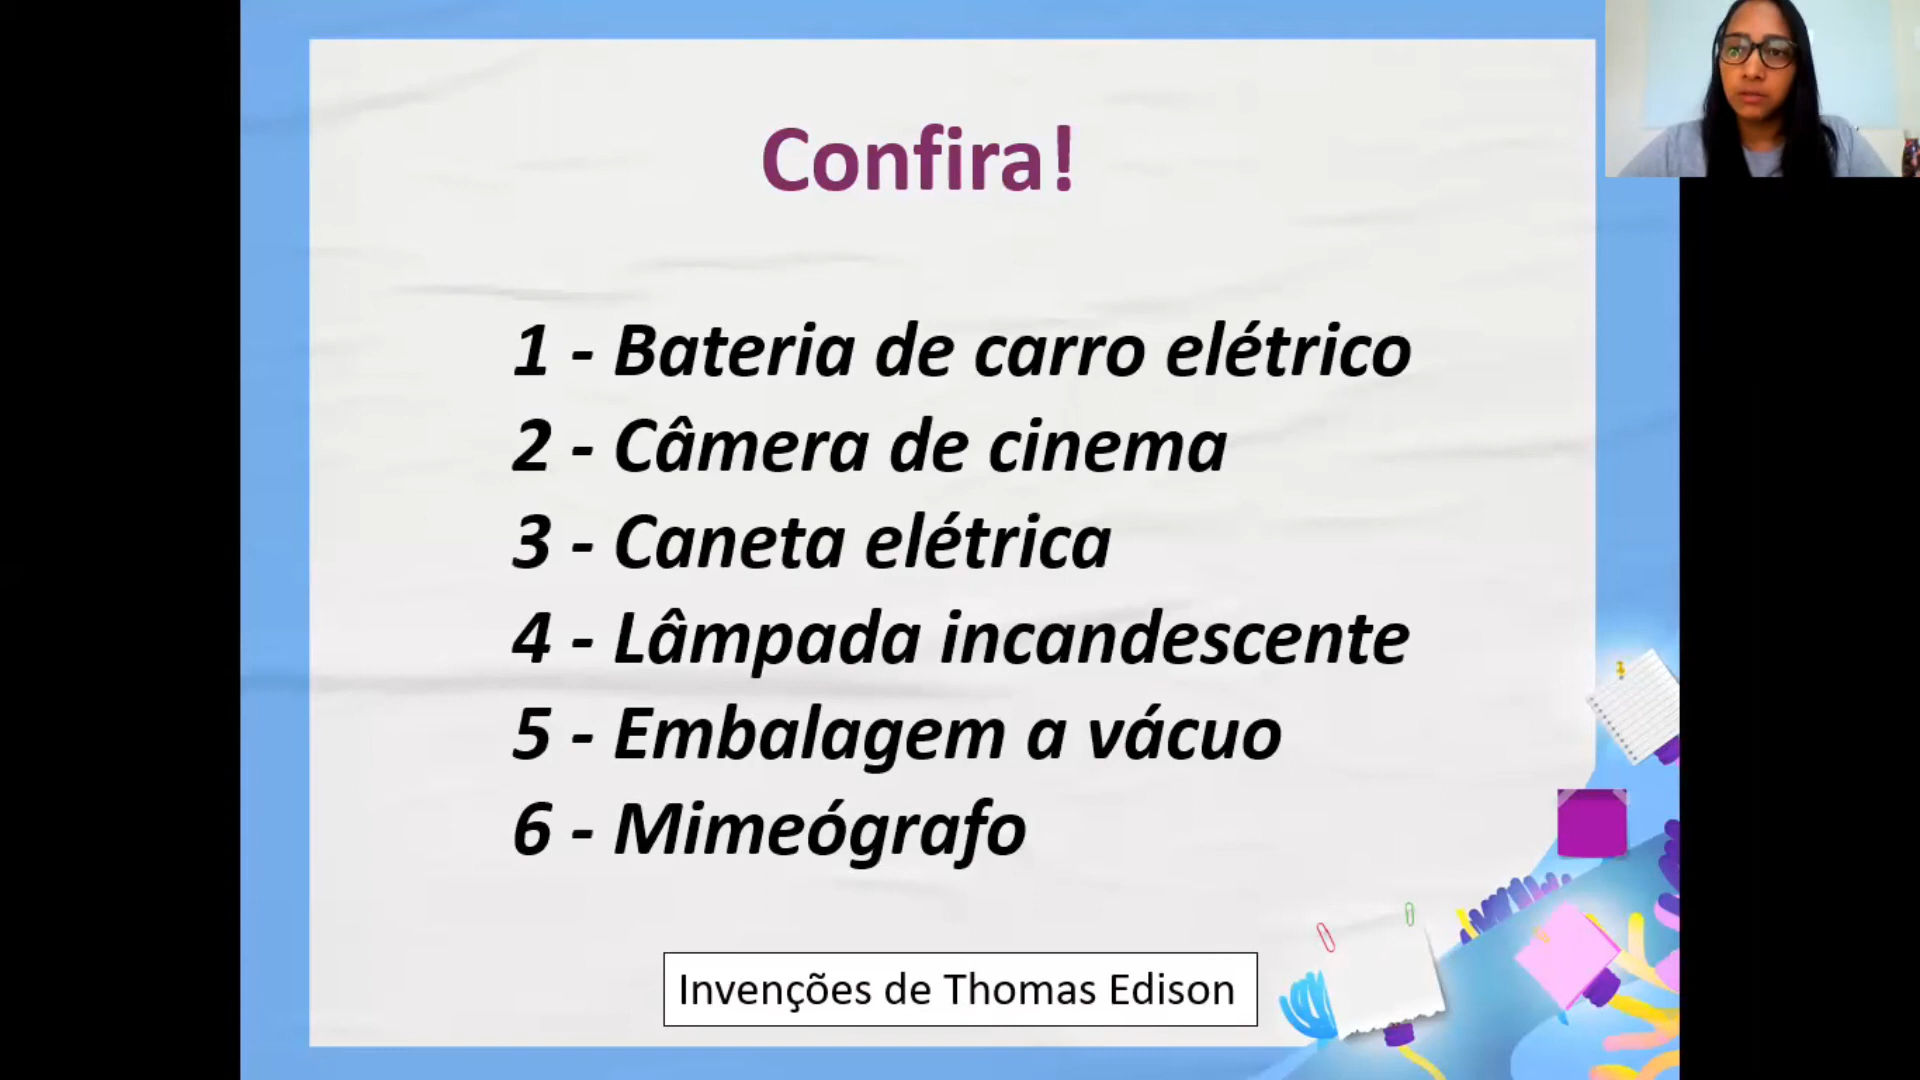 Confira!
1 - Bateria de carro elétrico
2 - Câmera de cinema
3 - Caneta elétrica
4 - Lâmpada incandescente
5 - Embalagem a vácuo
6 - Mimeógrafo
Invenções de Thomas Edison